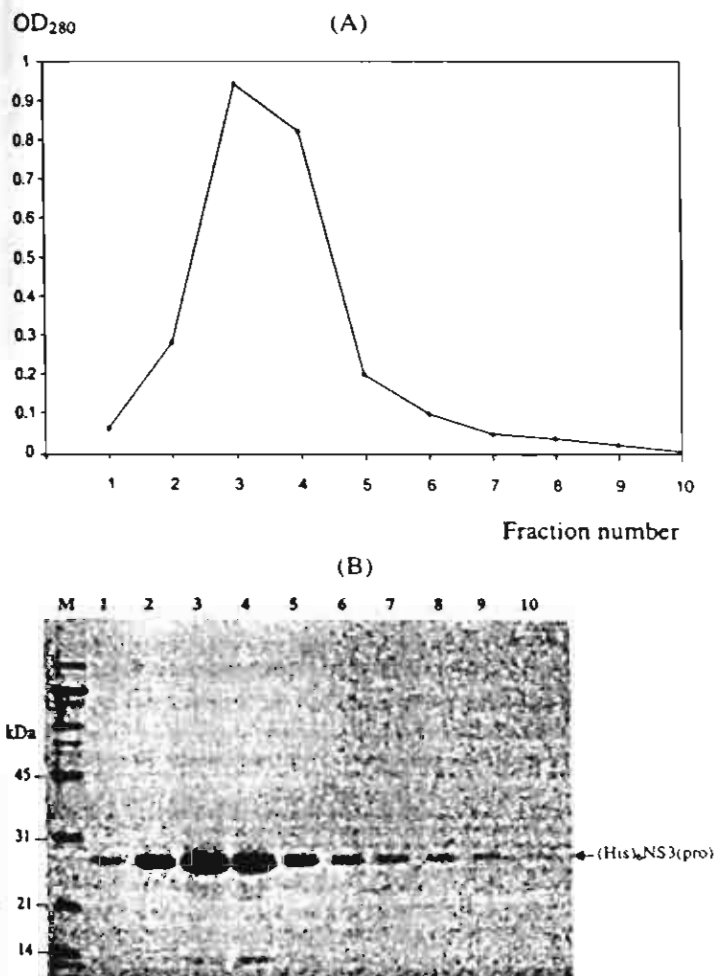 OD₂₈₀
(A)
1
0.9
0.8
0.7
0.6
0.5
0.4
0.3
0.2
0.1
0
1 2 3 4 5 6 7 8 9 10
Fraction number
(B)
M 1 2 3 4 5 6 7 8 9 10
kDa
45
31
(His)₆NS3(pro)
21
14